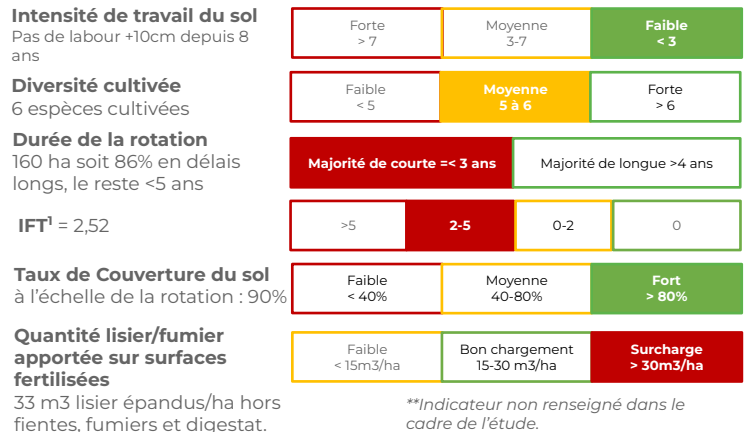 Intensité de travail du sol
Pas de labour +10cm depuis 8
ans
Forte
> 7
Moyenne
3-7
Faible
< 3
Diversité cultivée
6 espèces cultivées
Faible
< 5
Moyenne
5 à 6
Forte
> 6
Durée de la rotation
160 ha soit 86% en délais
longs, le reste <5 ans
Majorité de courte =< 3 ans
Majorité de longue >4 ans
IFT¹ = 2,52
>5
2-5
0-2
0
Taux de Couverture du sol
à l'échelle de la rotation : 90%
Faible
< 40%
Moyenne
40-80%
Fort
> 80%
Quantité lisier/fumier
apportée sur surfaces
fertilisées
33 m3 lisier épandus/ha hors
fientes, fumiers et digestat.
Faible
< 15m3/ha
Bon chargement
15-30 m3/ha
Surcharge
> 30m3/ha
**Indicateur non renseigné dans le
cadre de l'étude.